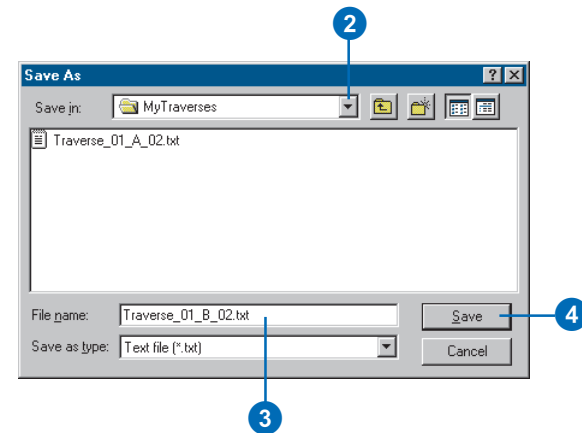 2
Save As
Save in: MyTraverses
Traverse_01_A_02.txt
File name: Traverse_01_B_02.txt Save 4
Save as type: Text file (*.txt) Cancel
3